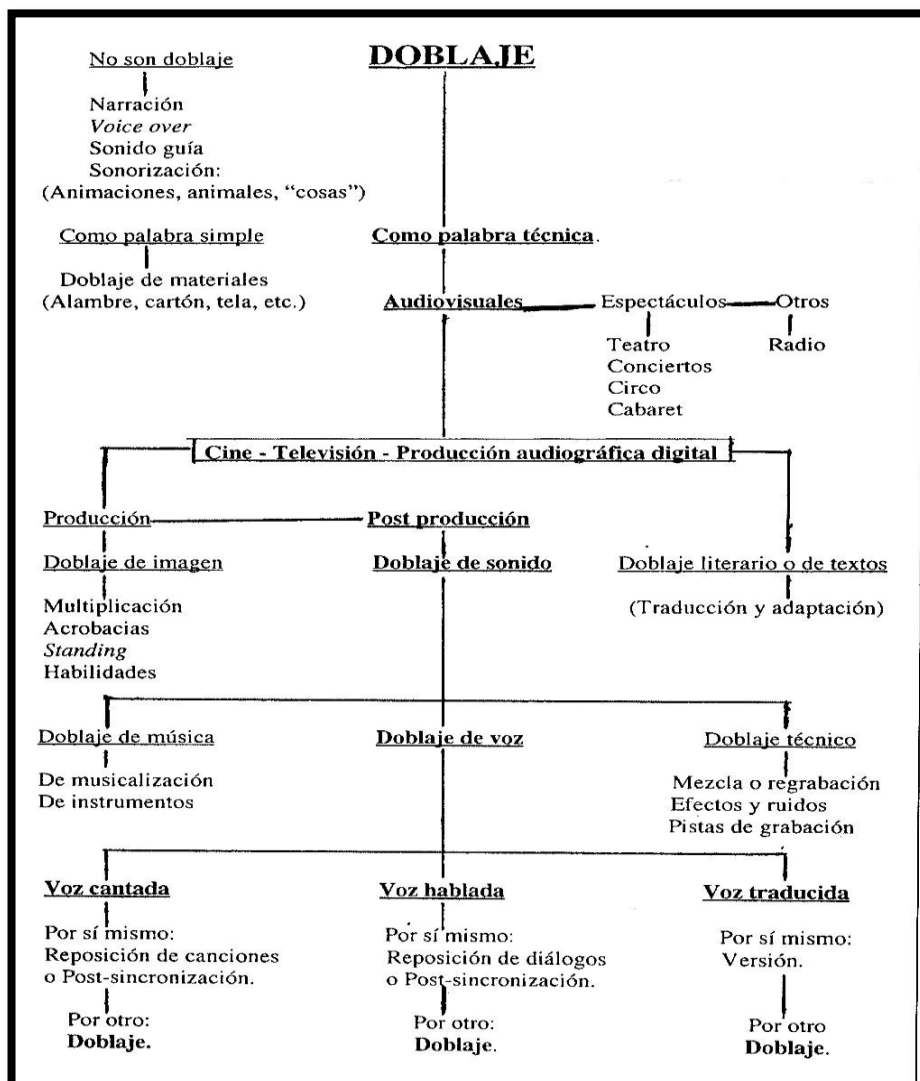 DOBLAJE
No son doblaje
Narración
Voice over
Sonido guía
Sonorización:
(Animaciones, animales, “cosas”)
Como palabra simple
Doblaje de materiales
(Alambre, cartón, tela, etc.)
Como palabra técnica.
Audiovisuales
Espectáculos
Otros
Teatro
Conciertos
Circo
Cabaret
Radio
Cine - Televisión - Producción audiográfica digital
Producción
Post producción
Doblaje de imagen
Doblaje de sonido
Doblaje literario o de textos
Multiplicación
Acrobacias
Standing
Habilidades
(Traducción y adaptación)
Doblaje de música
De musicalización
De instrumentos
Doblaje de voz
Doblaje técnico
Mezcla o regrabación
Efectos y ruidos
Pistas de grabación
Voz cantada
Por sí mismo:
Reposición de canciones
o Post-sincronización.
Por otro:
Doblaje.
Voz hablada
Por sí mismo:
Reposición de diálogos
o Post-sincronización.
Por otro:
Doblaje.
Voz traducida
Por sí mismo:
Versión.
Por otro
Doblaje.